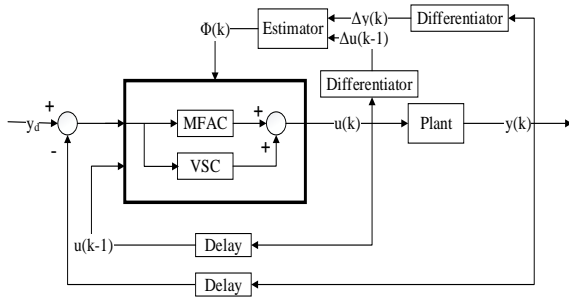 Φ(k)
Estimator
Δy(k)
Differentiator
Δu(k-1)
Differentiator
+
y_d
-
MFAC
+
VSC
+
u(k)
Plant
y(k)
u(k-1)
Delay
Delay